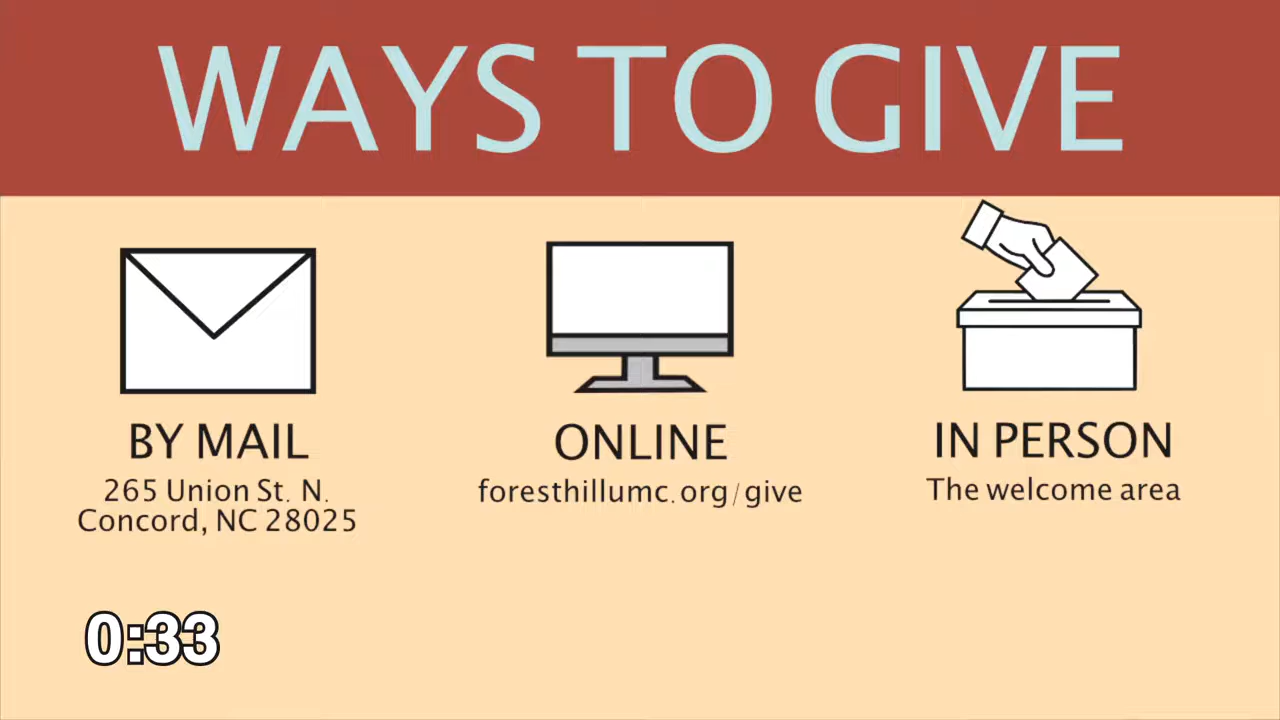 WAYS TO GIVE
BY MAIL
265 Union St. N.
Concord, NC 28025
ONLINE
foresthillumc.org/give
IN PERSON
The welcome area
0:33